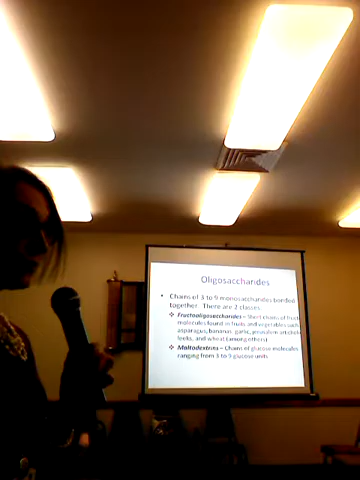 Oligosaccharides
• Chains of 3 to 9 monosaccharides bonded
together. There are 2 classes.
❖ Fructooligosaccharides – Short chains of fruct
molecules found in fruits and vegetables such
asparagus, bananas, garlic, Jerusalem artichok
leeks, and wheat (among others)
❖ Maltodextrins – Chains of glucose molecules
ranging from 3 to 9 glucose units